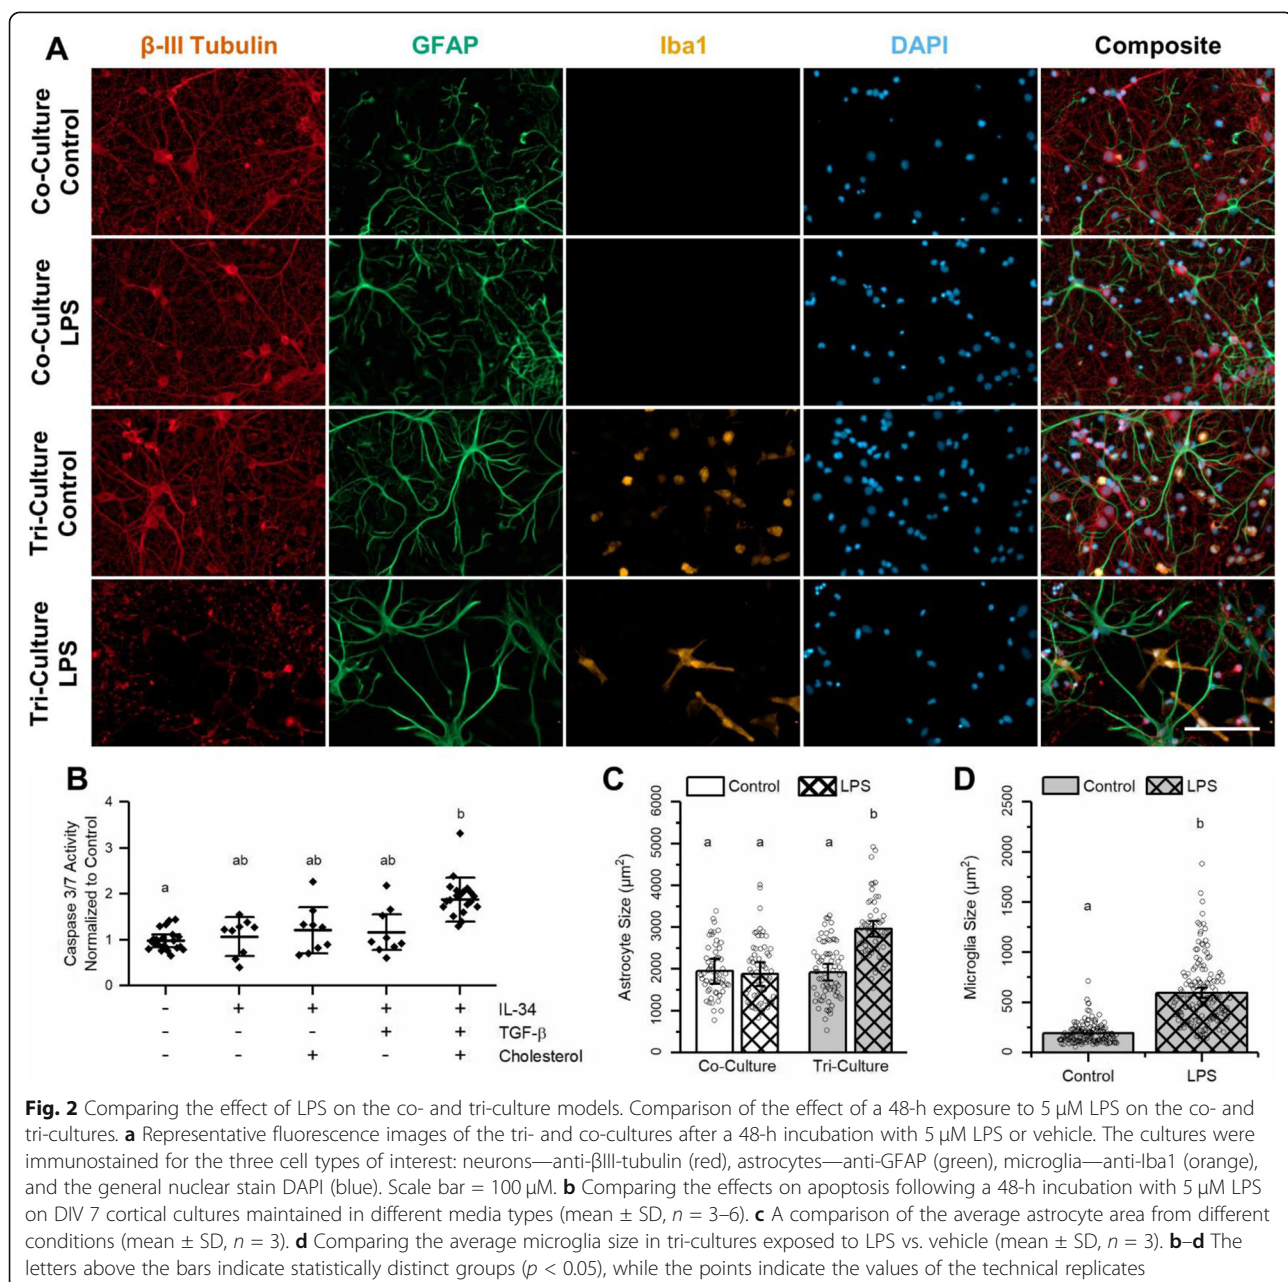 A
β-III Tubulin GFAP Iba1 DAPI Composite
Co-Culture
Control
Co-Culture
LPS
Tri-Culture
Control
Tri-Culture
LPS
B
Caspase 3/7 Activity
Normalized to Control
4
3
2
1
0
a ab ab ab b
- + + + + IL-34
- - - + + TGF-β
- - + - + Cholesterol
C
Control LPS
Astrocyte Size (µm²)
6000
5000
4000
3000
2000
1000
0
a a a b
Co-Culture Tri-Culture
D
Control LPS
Microglia Size (µm²)
2500
2000
1500
1000
500
0
a b
Control LPS
Fig. 2 Comparing the effect of LPS on the co- and tri-culture models. Comparison of the effect of a 48-h exposure to 5 µM LPS on the co- and
tri-cultures. a Representative fluorescence images of the tri- and co-cultures after a 48-h incubation with 5 µM LPS or vehicle. The cultures were
immunostained for the three cell types of interest: neurons—anti-βIII-tubulin (red), astrocytes—anti-GFAP (green), microglia—anti-Iba1 (orange),
and the general nuclear stain DAPI (blue). Scale bar = 100 µM. b Comparing the effects on apoptosis following a 48-h incubation with 5 µM LPS
on DIV 7 cortical cultures maintained in different media types (mean ± SD, n = 3–6). c A comparison of the average astrocyte area from different
conditions (mean ± SD, n = 3). d Comparing the average microglia size in tri-cultures exposed to LPS vs. vehicle (mean ± SD, n = 3). b–d The
letters above the bars indicate statistically distinct groups (p < 0.05), while the points indicate the values of the technical replicates